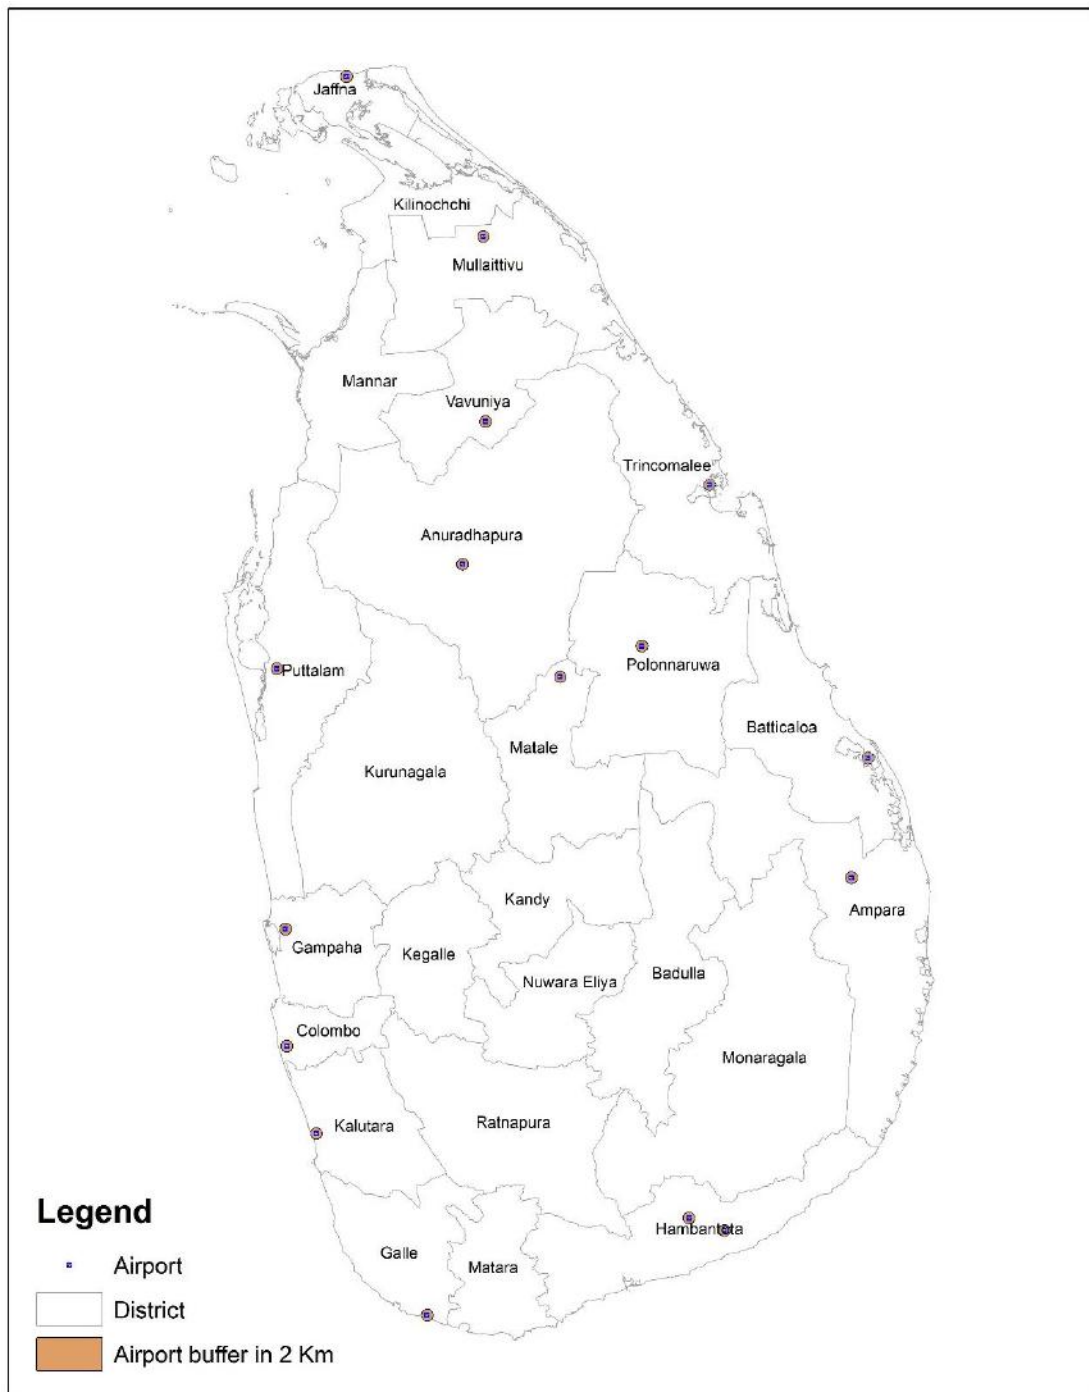 Jaffna
Kilinochchi
Mullaittivu
Mannar
Vavuniya
Trincomalee
Anuradhapura
Puttalam
Polonnaruwa
Batticaloa
Matale
Kurunagala
Kandy
Ampara
Gampaha
Kegalle
Badulla
Nuwara Eliya
Colombo
Monaragala
Kalutara
Ratnapura
Hambantota
Galle
Matara
Legend
Airport
District
Airport buffer in 2 Km